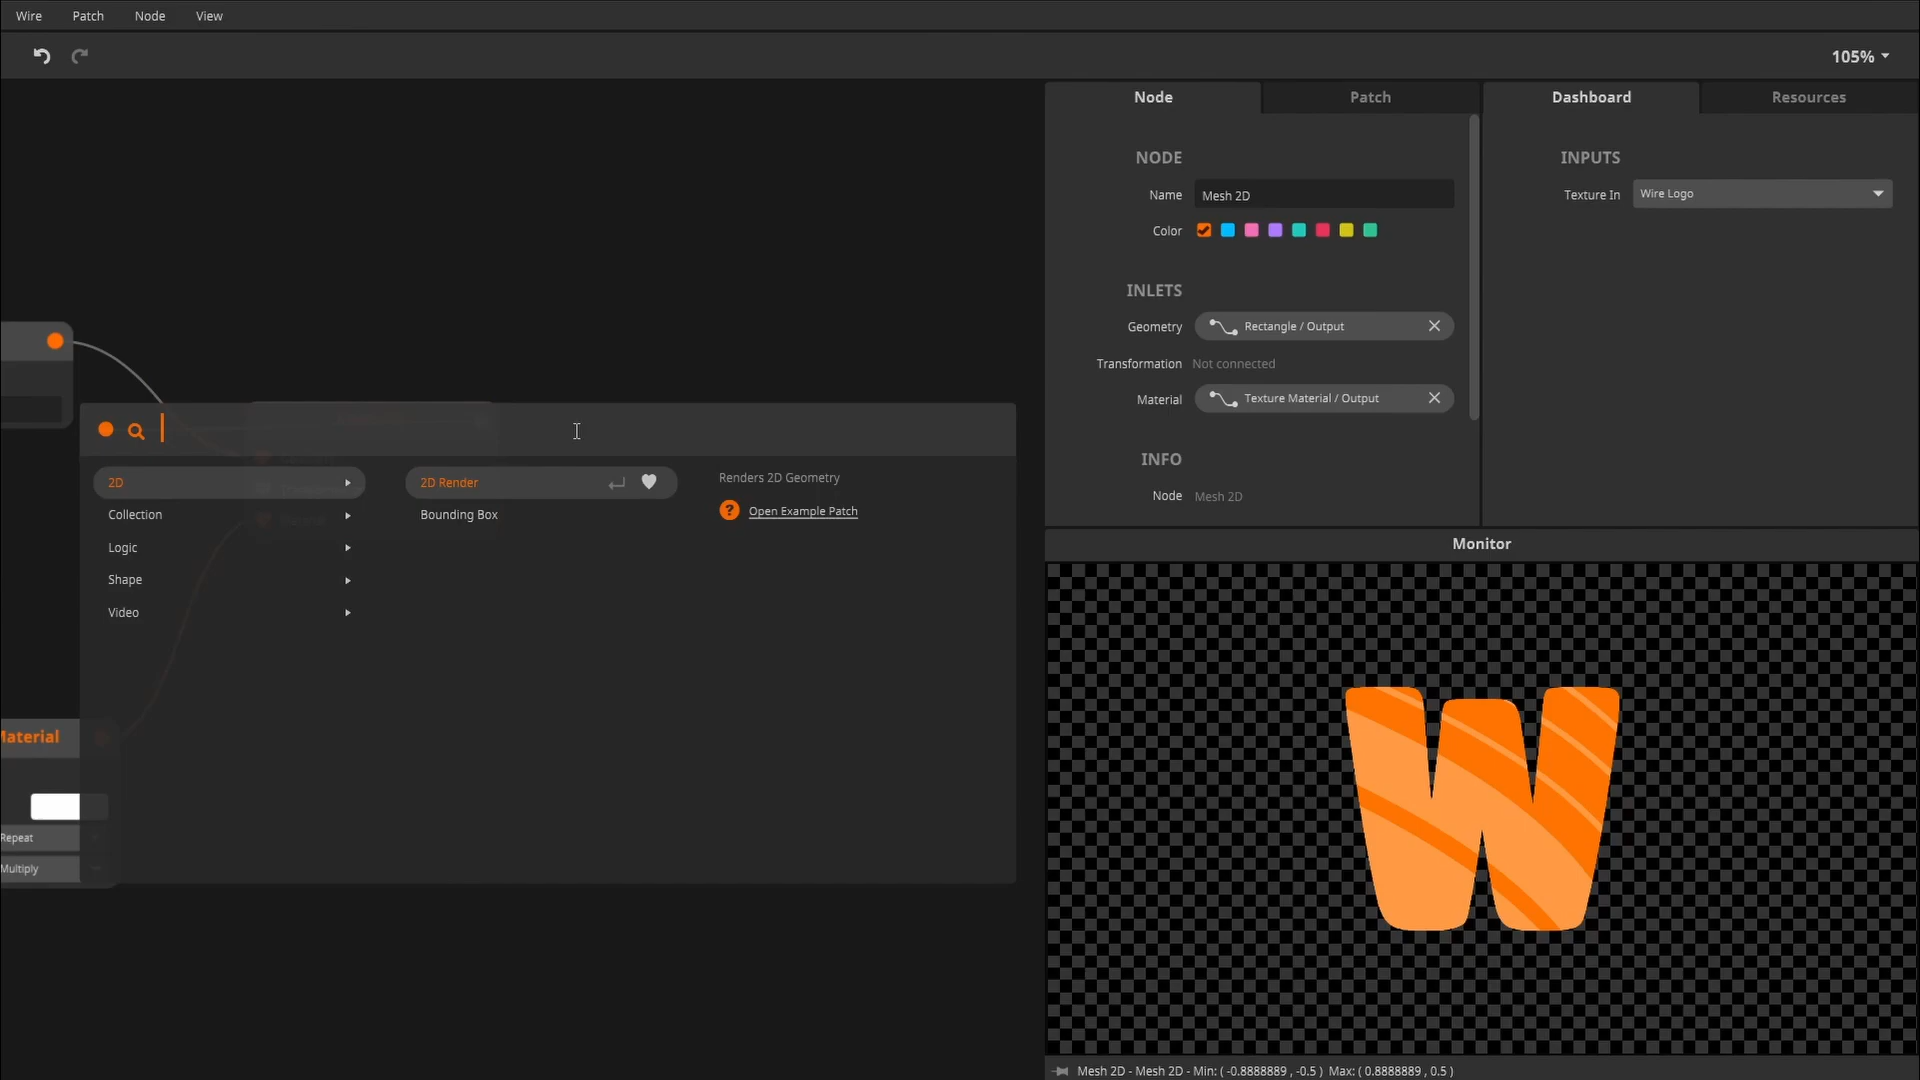 Wire Patch Node View
105%
Node Patch Dashboard Resources
NODE
Name Mesh 2D
Color
INLETS
Geometry Rectangle / Output
Transformation Not connected
Material Texture Material / Output
INFO
Node Mesh 2D
INPUTS
Texture In Wire Logo
2D
Collection
Logic
Shape
Video
2D Render
Bounding Box
Renders 2D Geometry
? Open Example Patch
Material
Repeat
Multiply
Monitor
W
Mesh 2D - Mesh 2D - Min: ( -0.8888889 , -0.5 ) Max: ( 0.8888889 , 0.5 )